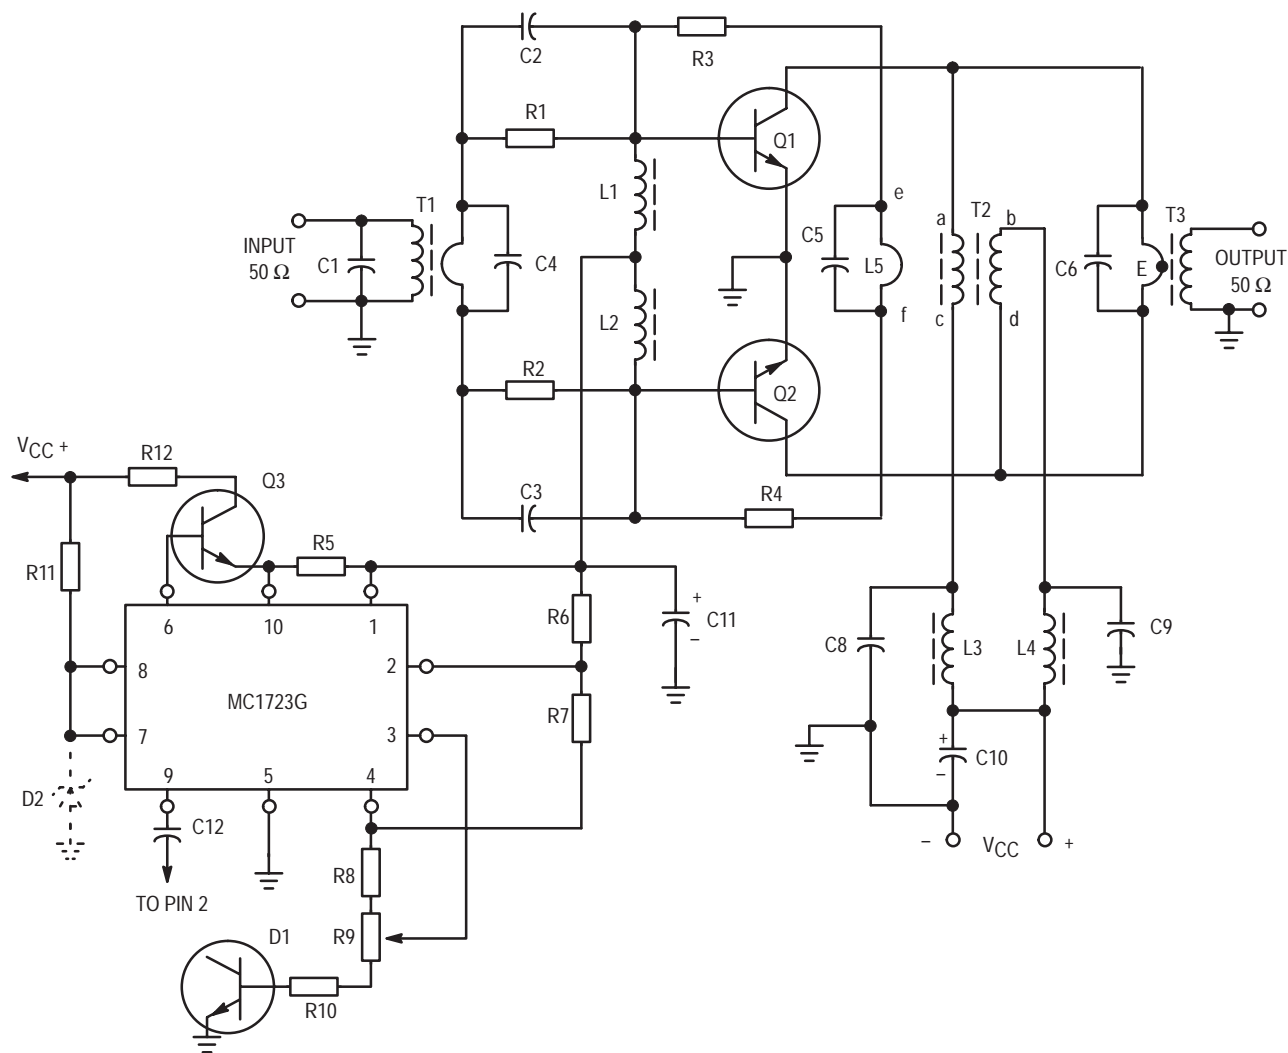 C2
R3
R1
Q1
L1
T1
e
INPUT
50 Ω
C1
C4
C5
L5
a
T2
b
T3
C6
E
OUTPUT
50 Ω
L2
f
c
d
R2
Q2
VCC +
R12
Q3
C3
R4
R5
R11
6
10
1
R6
+
C11
–
8
2
MC1723G
R7
7
3
C8
L3
L4
C9
9
5
4
D2
C12
+
C10
–
TO PIN 2
R8
–
VCC
+
D1
R9
R10